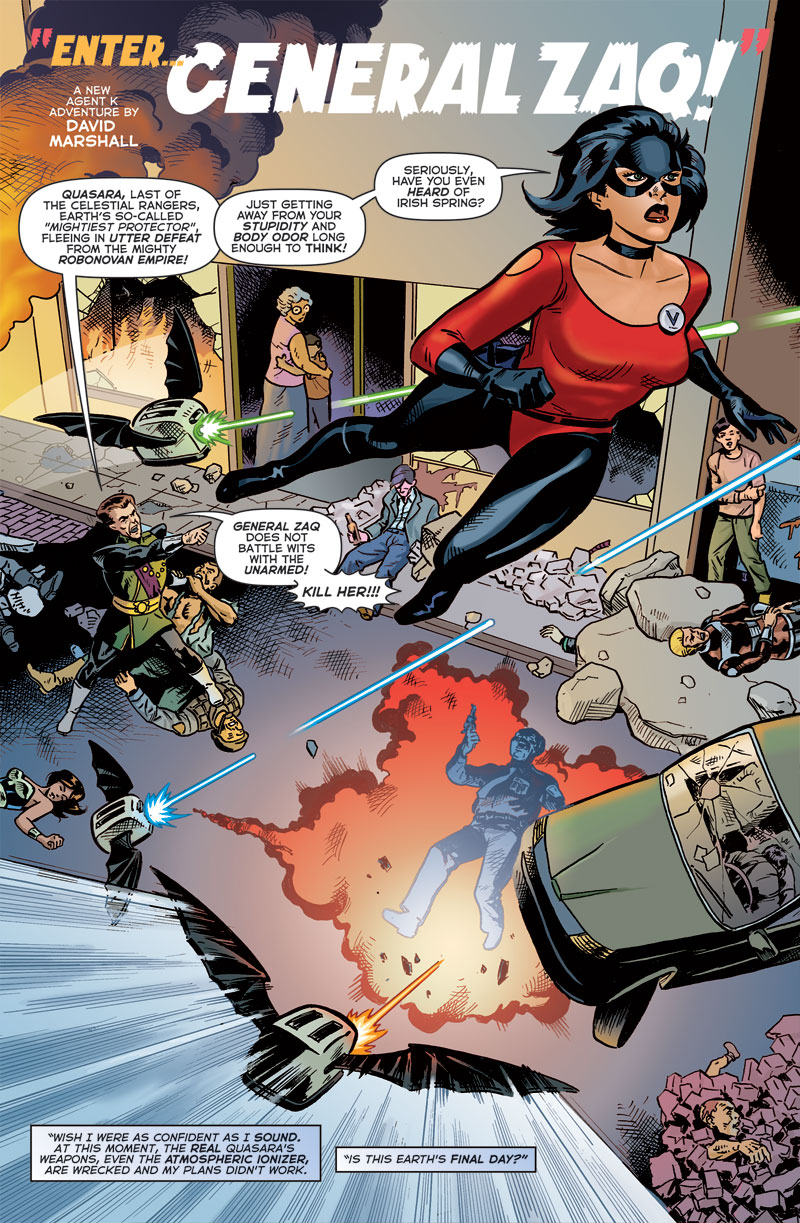 "ENTER... GENERAL ZAQ!"
A NEW
AGENT K
ADVENTURE BY
DAVID
MARSHALL
QUASARA, LAST OF
THE CELESTIAL RANGERS,
EARTH'S SO-CALLED
"MIGHTIEST PROTECTOR",
FLEEING IN UTTER DEFEAT
FROM THE MIGHTY
ROBONOVAN EMPIRE!
JUST GETTING
AWAY FROM YOUR
STUPIDITY AND
BODY ODOR LONG
ENOUGH TO THINK!
SERIOUSLY,
HAVE YOU EVEN
HEARD OF
IRISH SPRING?
V
GENERAL ZAQ
DOES NOT
BATTLE WITS
WITH THE
UNARMED!
KILL HER!!!
"WISH I WERE AS CONFIDENT AS I SOUND.
AT THIS MOMENT, THE REAL QUASARA'S
WEAPONS, EVEN THE ATMOSPHERIC IONIZER,
ARE WRECKED AND MY PLANS DIDN'T WORK.
"IS THIS EARTH'S FINAL DAY?"